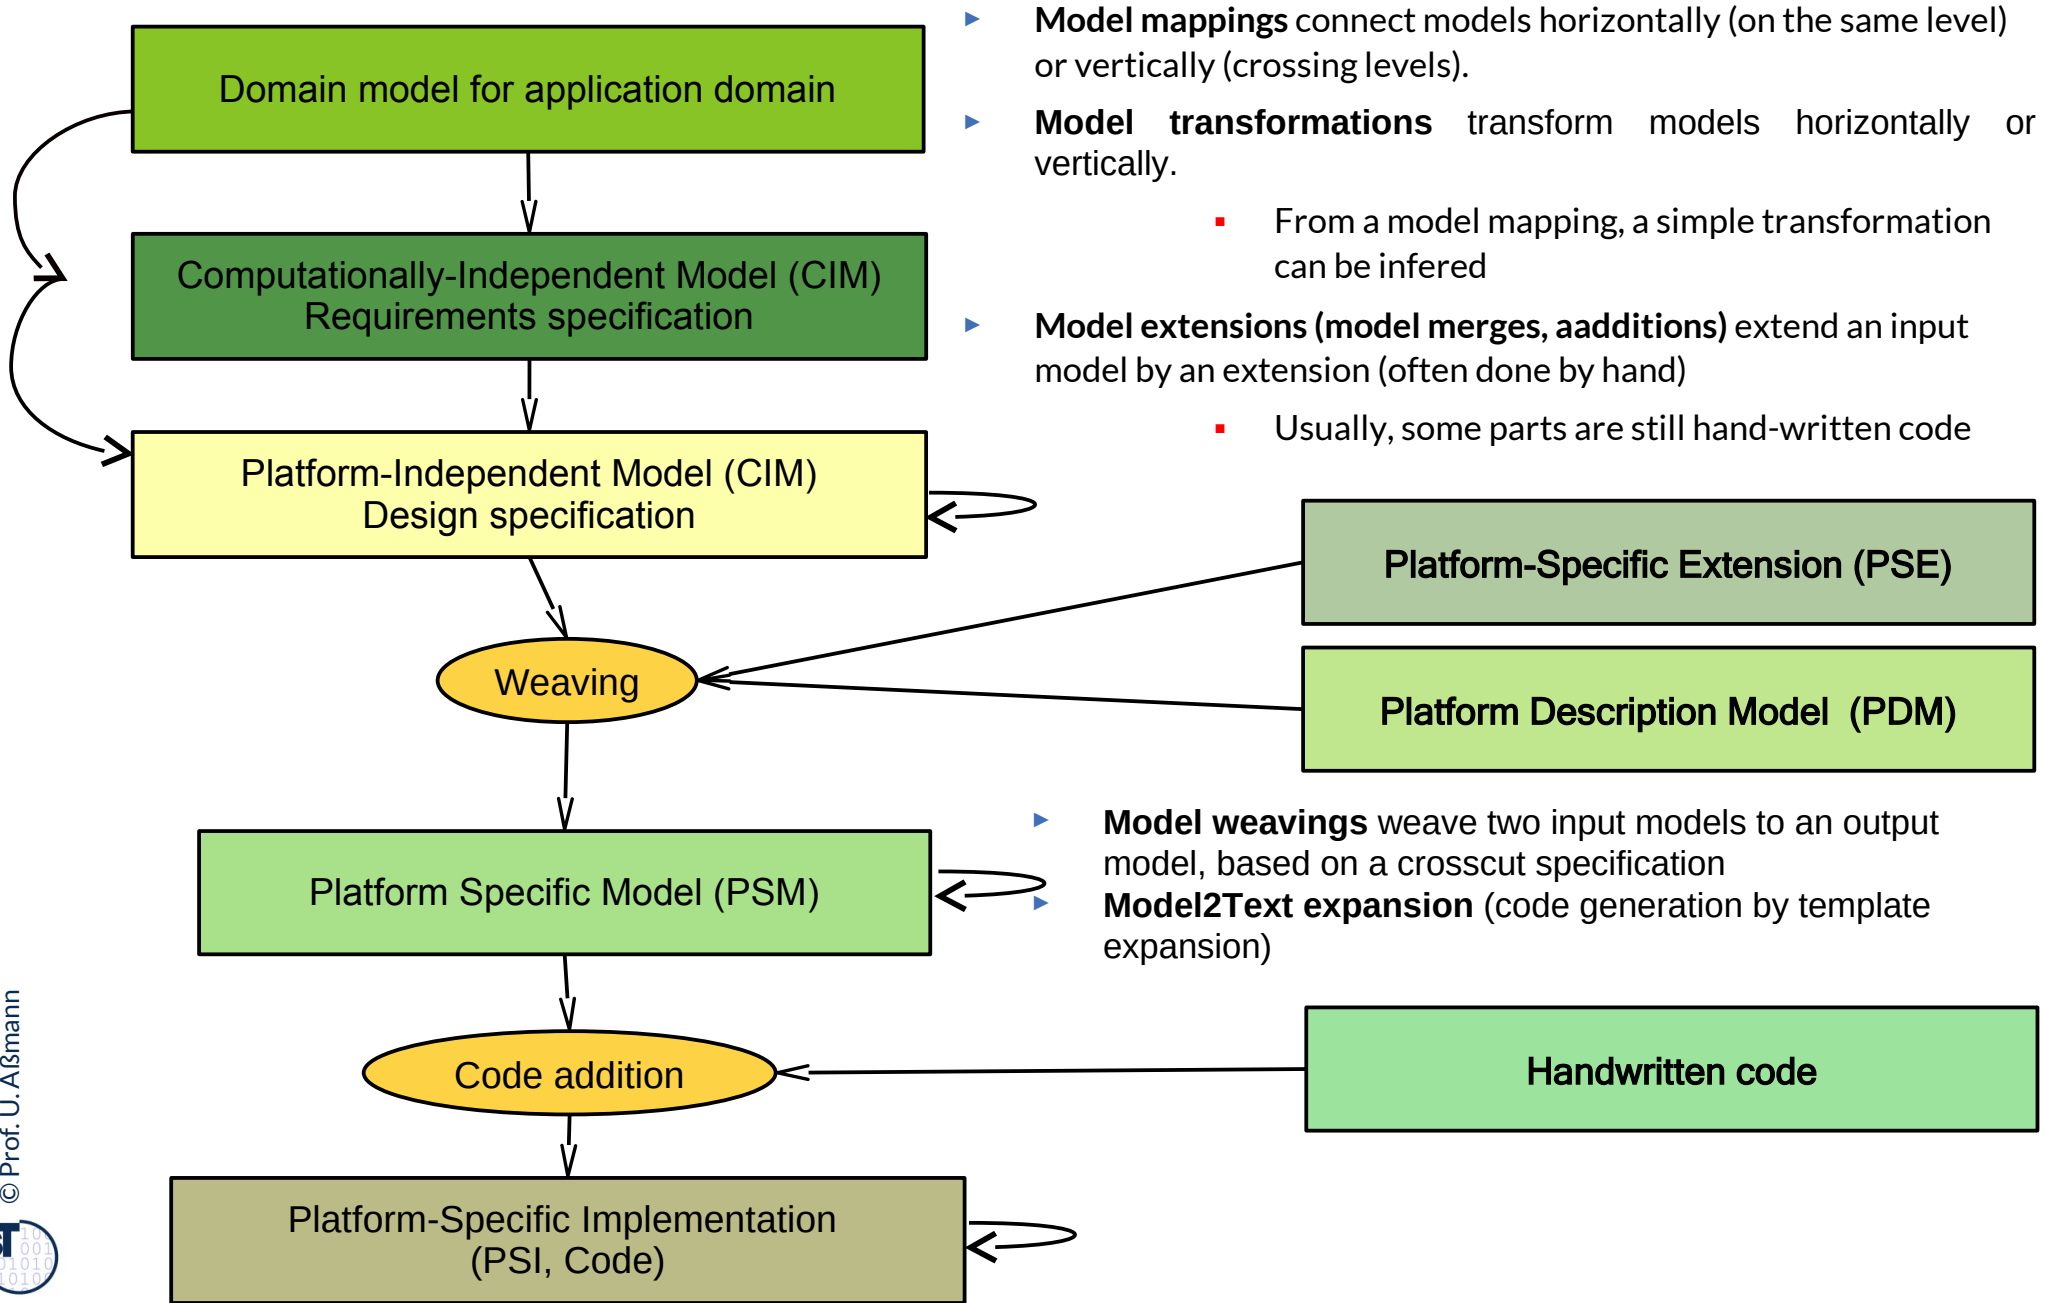 Domain model for application domain
Computationally-Independent Model (CIM)
Requirements specification
Platform-Independent Model (CIM)
Design specification
Weaving
Platform Specific Model (PSM)
Code addition
Platform-Specific Implementation
(PSI, Code)
► Model mappings connect models horizontally (on the same level)
or vertically (crossing levels).
► Model transformations transform models horizontally or
vertically.
▪ From a model mapping, a simple transformation
can be infered
► Model extensions (model merges, aadditions) extend an input
model by an extension (often done by hand)
▪ Usually, some parts are still hand-written code
Platform-Specific Extension (PSE)
Platform Description Model (PDM)
► Model weavings weave two input models to an output
model, based on a crosscut specification
► Model2Text expansion (code generation by template
expansion)
Handwritten code
© Prof. U. Aßmann